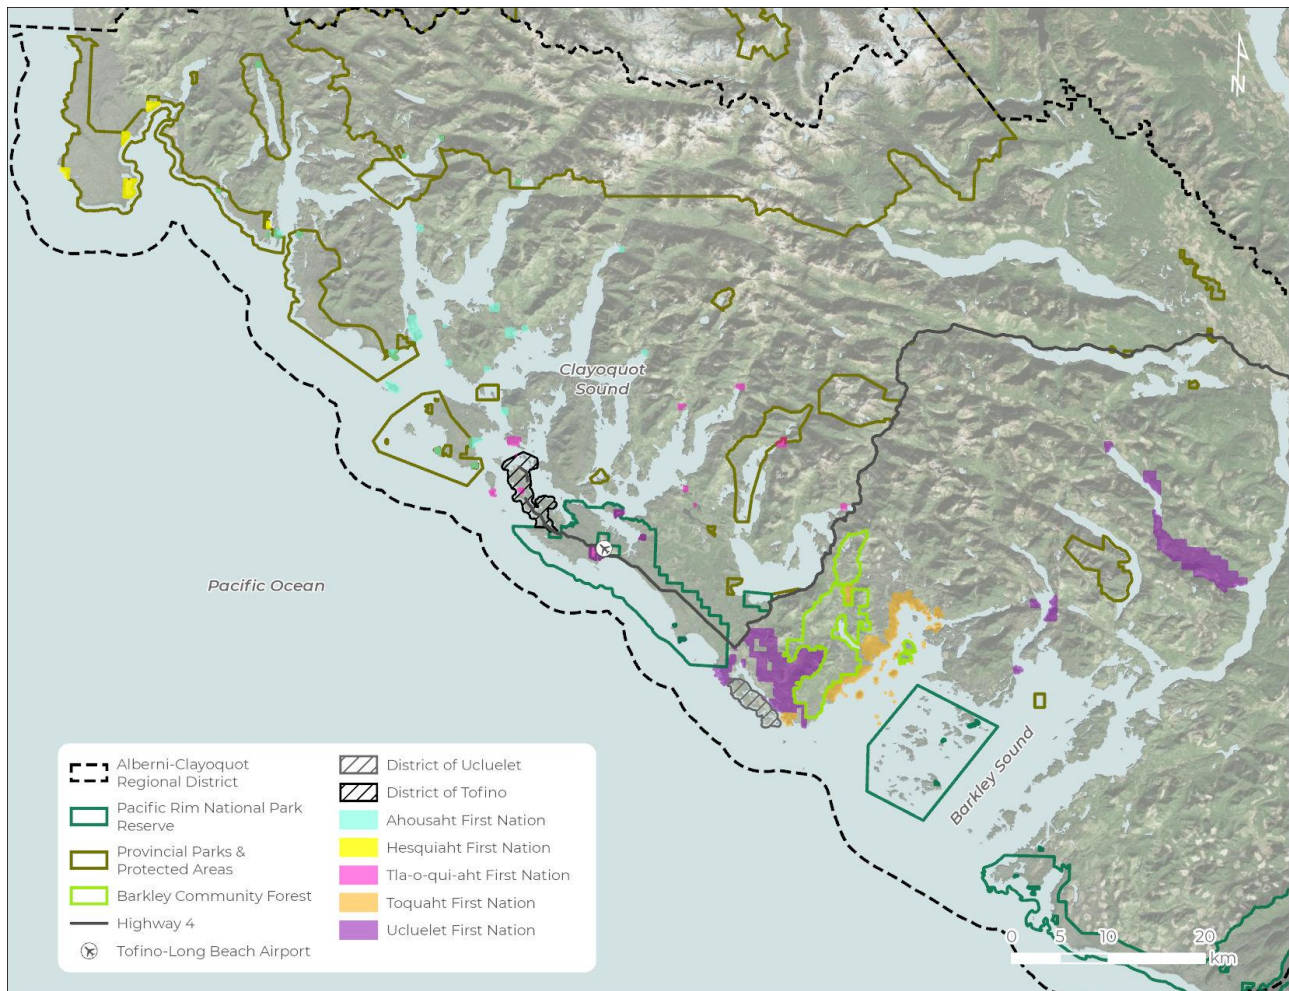 N
Clayoquot
Sound
Pacific Ocean
Barkley Sound
Alberni-Clayoquot
Regional District
Pacific Rim National Park
Reserve
Provincial Parks &
Protected Areas
Barkley Community Forest
Highway 4
Tofino-Long Beach Airport
District of Ucluelet
District of Tofino
Ahousaht First Nation
Hesquiaht First Nation
Tla-o-qui-aht First Nation
Toquaht First Nation
Ucluelet First Nation
0 5 10 20
km